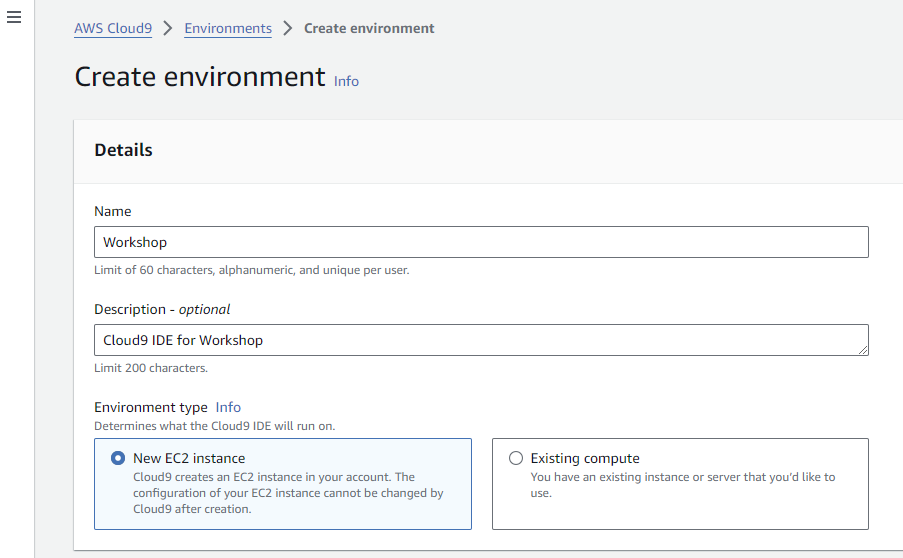 AWS Cloud9 > Environments > Create environment
Create environment Info
Details
Name
Workshop
Limit of 60 characters, alphanumeric, and unique per user.
Description - optional
Cloud9 IDE for Workshop
Limit 200 characters.
Environment type Info
Determines what the Cloud9 IDE will run on.
New EC2 instance
Cloud9 creates an EC2 instance in your account. The
configuration of your EC2 instance cannot be changed by
Cloud9 after creation.
Existing compute
You have an existing instance or server that you'd like to
use.